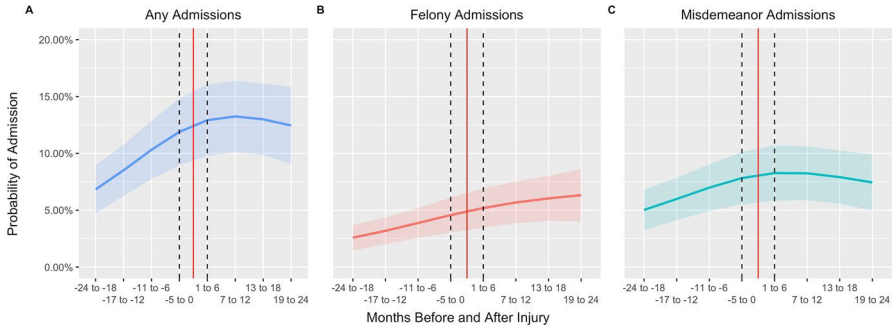 A
Any Admissions
B
Felony Admissions
C
Misdemeanor Admissions
Probability of Admission
20.00%
15.00%
10.00%
5.00%
0.00%
-24 to -18
-11 to -6
1 to 6
13 to 18
-17 to -12
-5 to 0
7 to 12
19 to 24
-24 to -18
-11 to -6
1 to 6
13 to 18
-17 to -12
-5 to 0
7 to 12
19 to 24
-24 to -18
-11 to -6
1 to 6
13 to 18
-17 to -12
-5 to 0
7 to 12
19 to 24
Months Before and After Injury